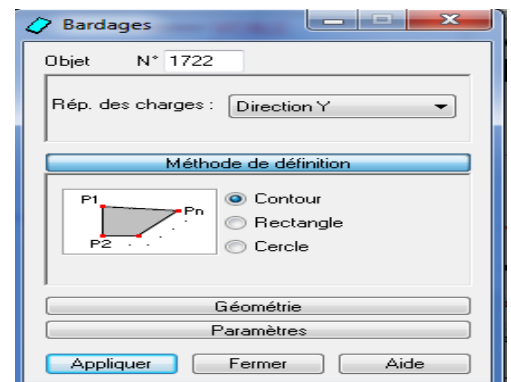 Bardages
Objet N° 1722
Rép. des charges : Direction Y
Méthode de définition
P1
Pn
P2
Contour
Rectangle
Cercle
Géométrie
Paramètres
Appliquer Fermer Aide